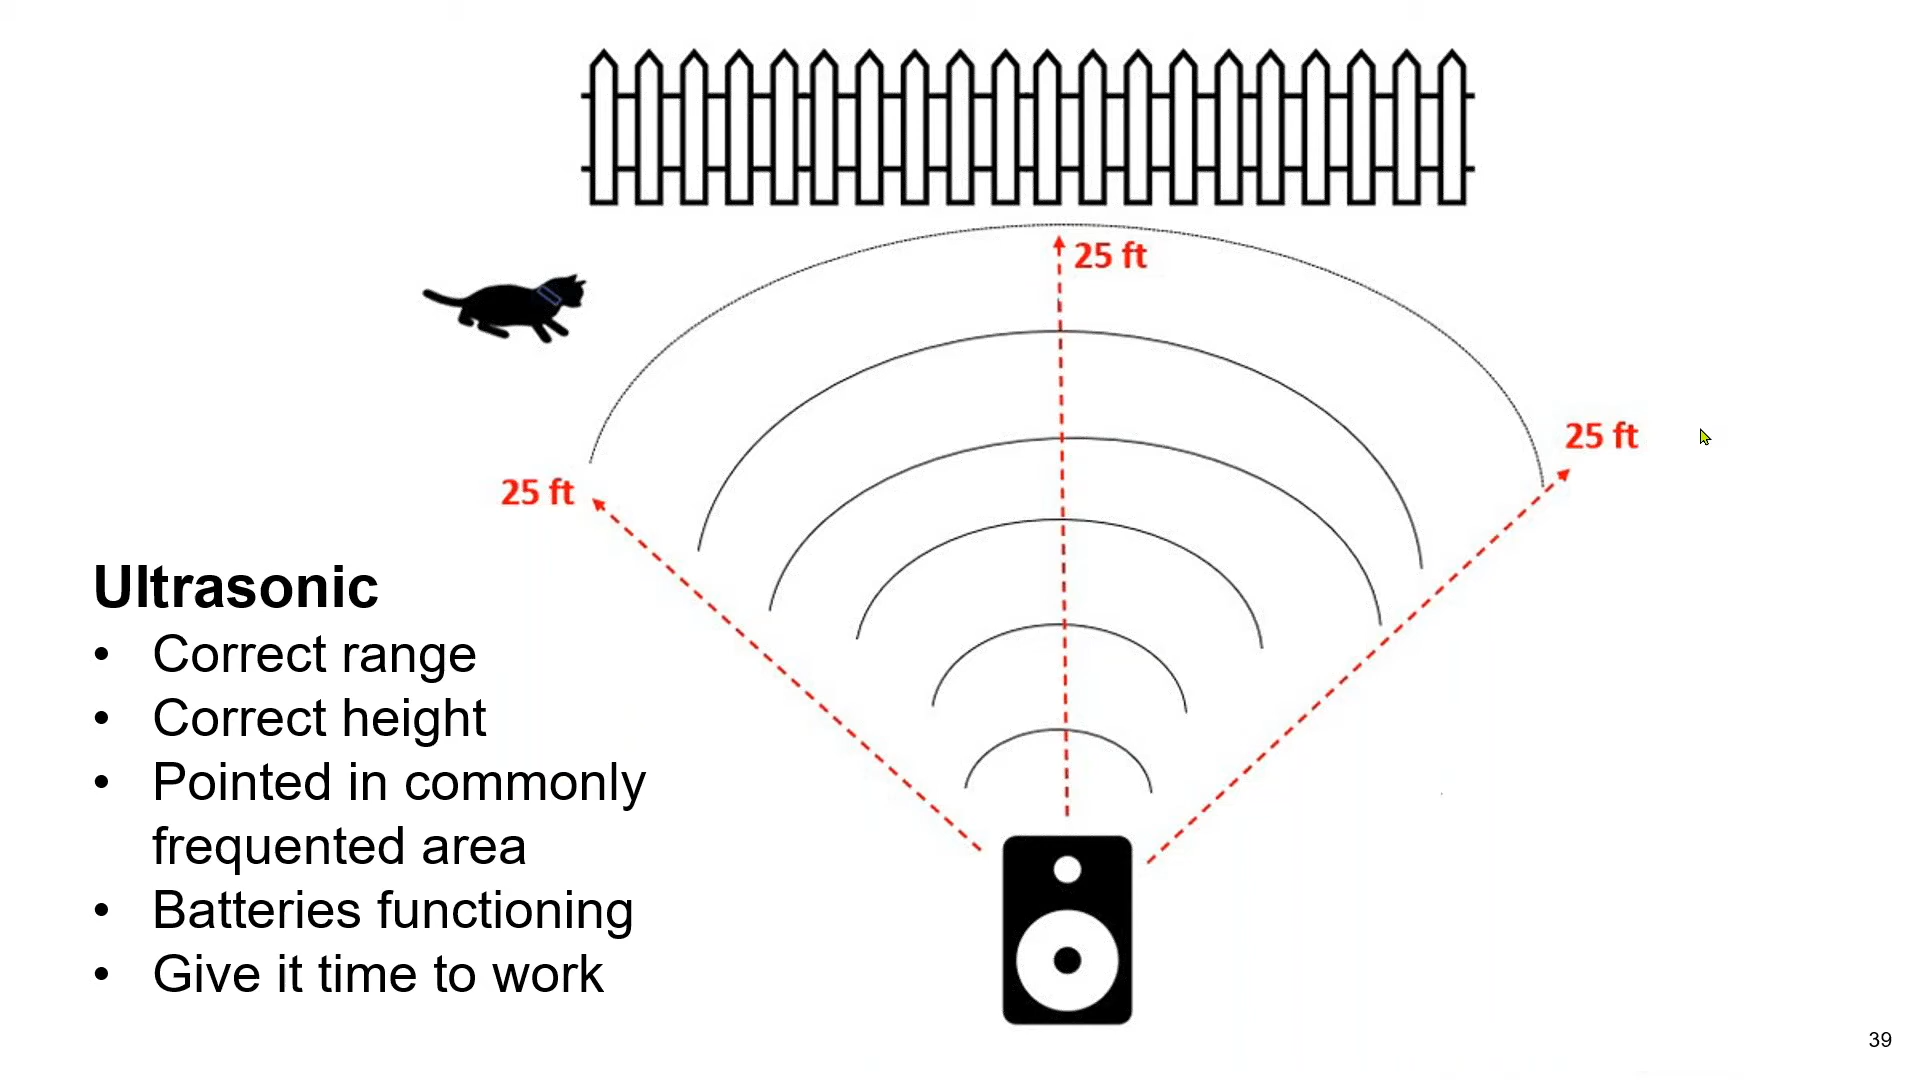 25 ft
25 ft
25 ft
Ultrasonic
• Correct range
• Correct height
• Pointed in commonly
frequented area
• Batteries functioning
• Give it time to work
39